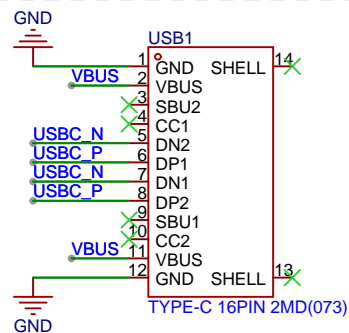 GND
USB1
1 GND SHELL 14
VBUS 2 VBUS
3 SBU2
4 CC1
USBC_N 5 DN2
USBC_P 6 DP1
USBC_N 7 DN1
USBC_P 8 DP2
9 SBU1
10 CC2
VBUS 11 VBUS
12 GND SHELL 13
TYPE-C 16PIN 2MD(073)
GND